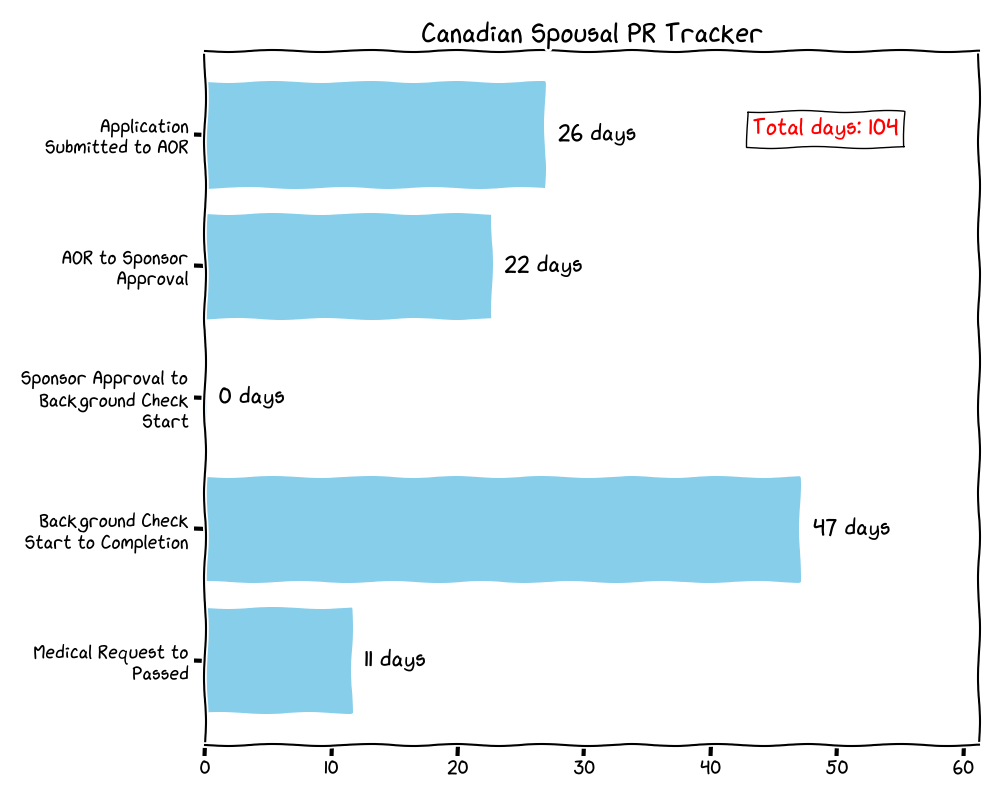 Canadian Spousal PR Tracker
Application
Submitted to AOR
26 days
Total days: 104
AOR to Sponsor
Approval
22 days
Sponsor Approval to
Background Check
Start
0 days
Background Check
Start to Completion
47 days
Medical Request to
Passed
11 days
0 10 20 30 40 50 60